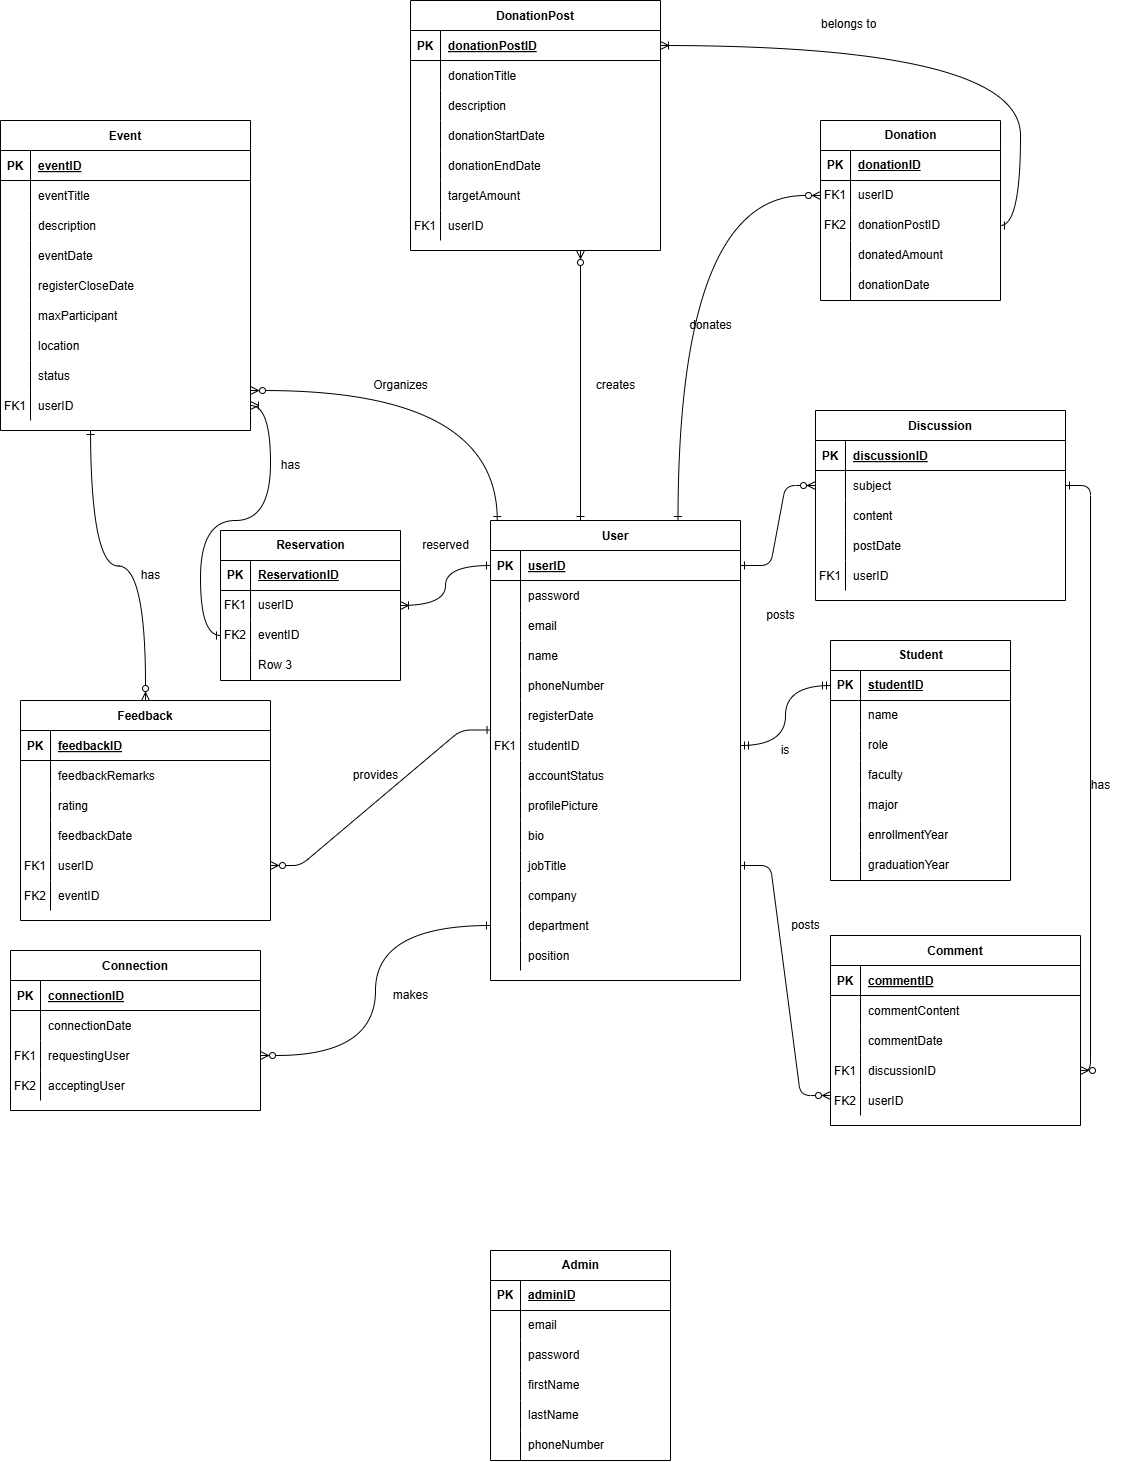 DonationPost
PK donationPostID
donationTitle
description
donationStartDate
donationEndDate
targetAmount
FK1 userID
belongs to
Event
PK eventID
eventTitle
description
eventDate
registerCloseDate
maxParticipant
location
status
FK1 userID
Donation
PK donationID
FK1 userID
FK2 donationPostID
donatedAmount
donationDate
donates
Organizes
creates
has
Discussion
PK discussionID
subject
content
postDate
FK1 userID
Reservation
PK ReservationID
FK1 userID
FK2 eventID
Row 3
reserved
has
User
PK userID
password
email
name
phoneNumber
registerDate
FK1 studentID
accountStatus
profilePicture
bio
jobTitle
company
department
position
posts
Student
PK studentID
name
role
faculty
major
enrollmentYear
graduationYear
is
has
Feedback
PK feedbackID
feedbackRemarks
rating
feedbackDate
FK1 userID
FK2 eventID
provides
posts
Connection
PK connectionID
connectionDate
FK1 requestingUser
FK2 acceptingUser
makes
Comment
PK commentID
commentContent
commentDate
FK1 discussionID
FK2 userID
Admin
PK adminID
email
password
firstName
lastName
phoneNumber